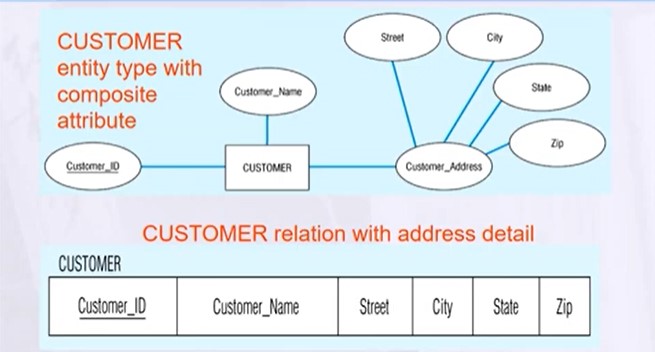 CUSTOMER
entity type with
composite
attribute
Street
City
Customer_Name
State
Zip
Customer_ID
CUSTOMER
Customer_Address
CUSTOMER relation with address detail
CUSTOMER
Customer_ID Customer_Name Street City State Zip